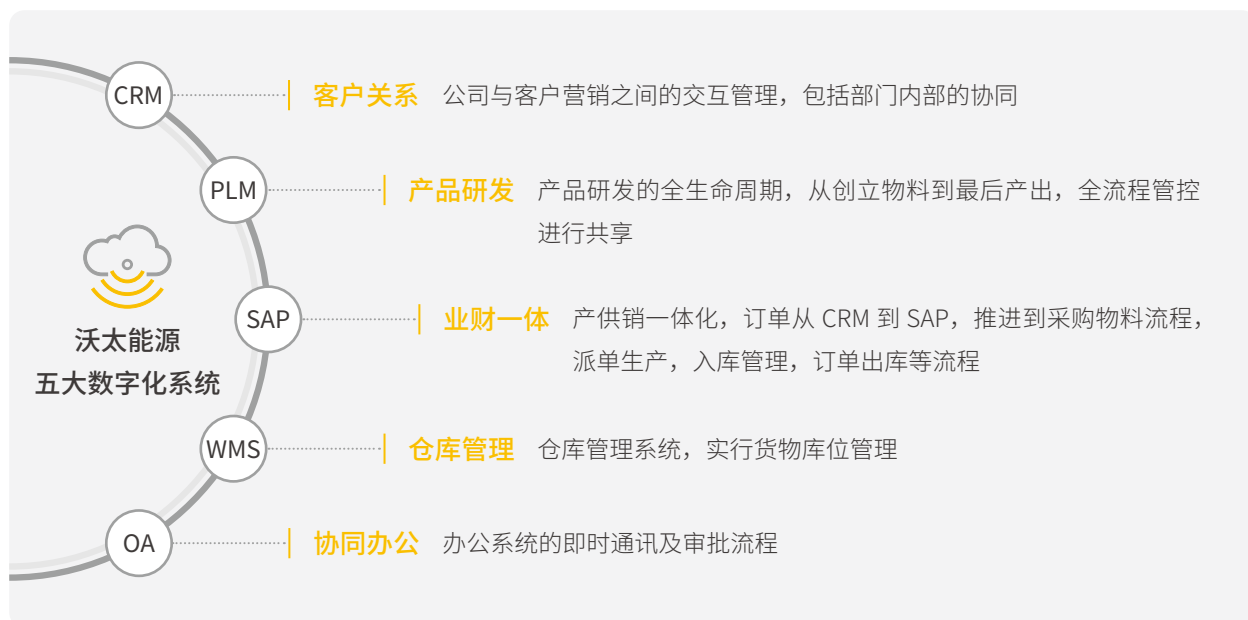 CRM 客户关系 公司与客户营销之间的交互管理，包括部门内部的协同
PLM 产品研发 产品研发的全生命周期，从创立物料到最后产出，全流程管控
进行共享
沃太能源
五大数字化系统
SAP 业财一体 产供销一体化，订单从 CRM 到 SAP，推进到采购物料流程，
派单生产，入库管理，订单出库等流程
WMS 仓库管理 仓库管理系统，实行货物库位管理
OA 协同办公 办公系统的即时通讯及审批流程